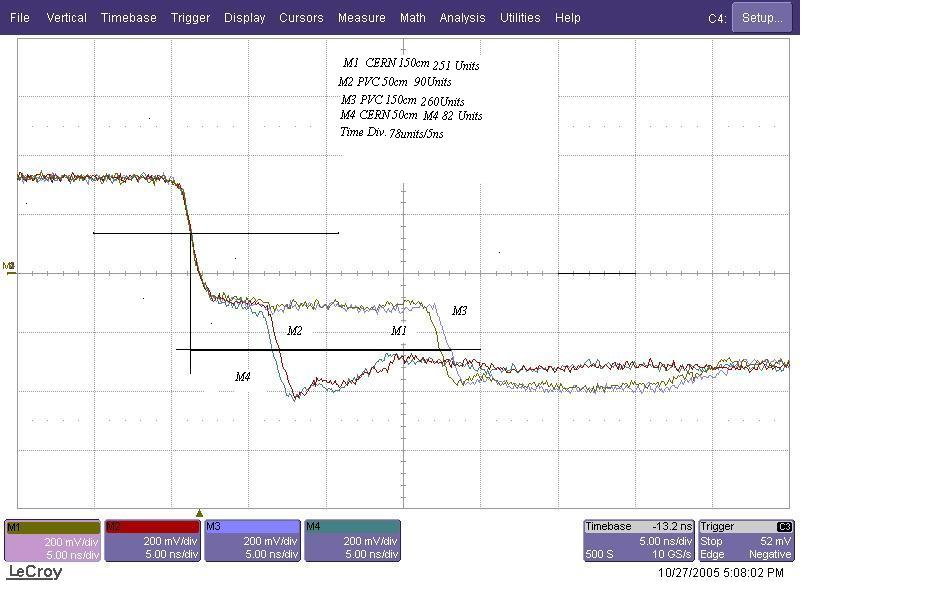 File Vertical Timebase Trigger Display Cursors Measure Math Analysis Utilities Help C4: Setup...
M1 CERN 150cm 251 Units
M2 PVC 50cm 90Units
M3 PVC 150cm 260Units
M4 CERN 50cm M4 82 Units
Time Div. 78units/5ns
M3
M2 M1
M4
M1 M2 M3 M4 Timebase -13.2 ns Trigger C3
200 mV/div 200 mV/div 200 mV/div 200 mV/div 5.00 ns/div Stop 52 mV
5.00 ns/div 5.00 ns/div 5.00 ns/div 5.00 ns/div 500 S 10 GS/s Edge Negative
LeCroy 10/27/2005 5:08:02 PM